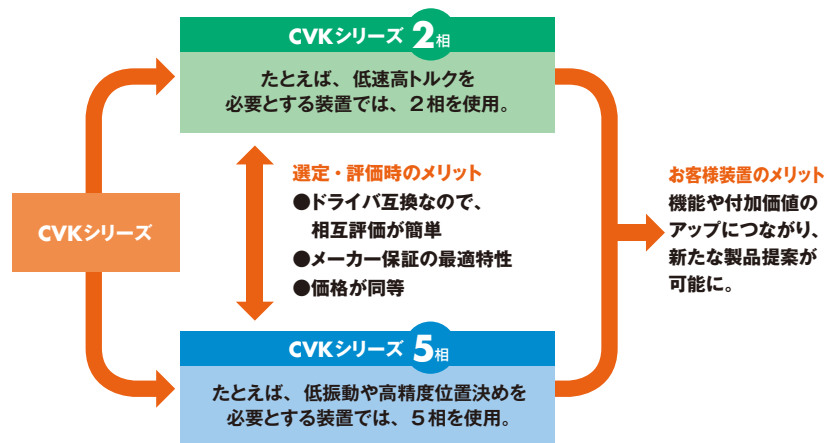 CVKシリーズ 2相
たとえば、低速高トルクを
必要とする装置では、２相を使用。
選定・評価時のメリット
●ドライバ互換なので、
相互評価が簡単
●メーカー保証の最適特性
●価格が同等
お客様装置のメリット
機能や付加価値の
アップにつながり、
新たな製品提案が
可能に。
CVKシリーズ
CVKシリーズ 5相
たとえば、低振動や高精度位置決めを
必要とする装置では、５相を使用。